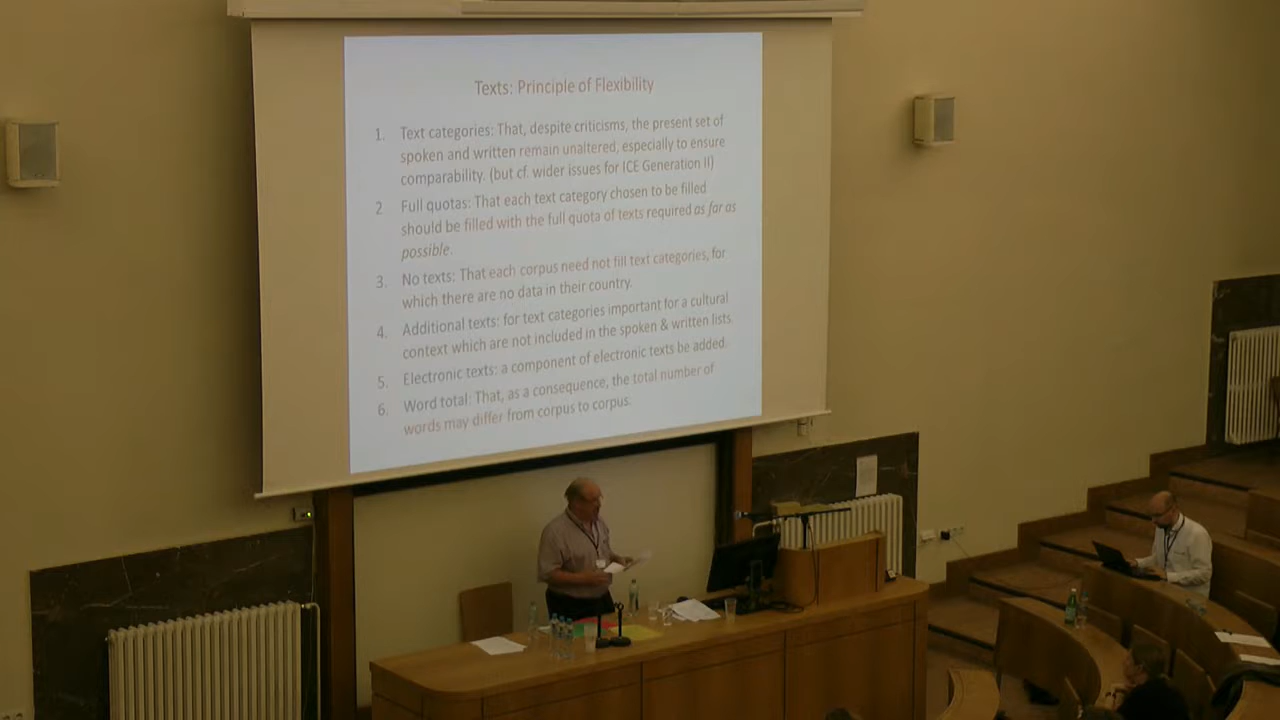 Texts: Principle of Flexibility
1. Text categories: That, despite criticisms, the present set of
spoken and written remain unaltered, especially to ensure
comparability. (but cf. wider issues for ICE Generation II)
2 Full quotas: That each text category chosen to be filled
should be filled with the full quota of texts required as far as
possible.
3. No texts: That each corpus need not fill text categories, for
which there are no data in their country.
4. Additional texts: for text categories important for a cultural
context which are not included in the spoken & written lists.
5. Electronic texts: a component of electronic texts be added.
6. Word total: That, as a consequence, the total number of
words may differ from corpus to corpus.